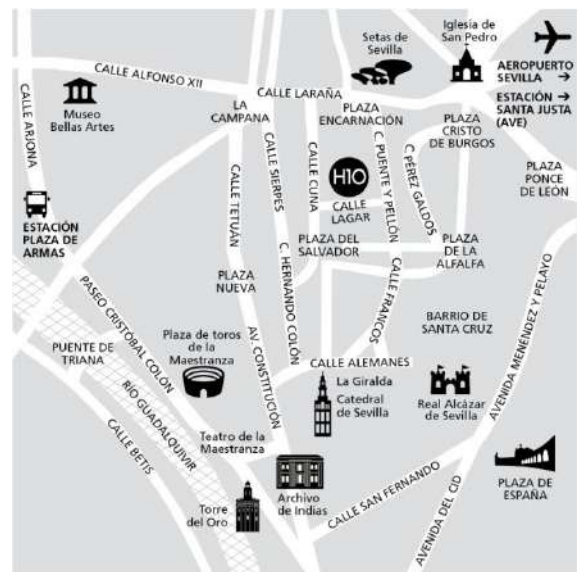 Setas de
Sevilla
Iglesia de
San Pedro
AEROPUERTO
SEVILLA →
ESTACIÓN →
SANTA JUSTA
(AVE)
CALLE ALFONSO XII
CALLE LARAÑA
CALLE ARJONA
Museo
Bellas Artes
LA
CAMPANA
PLAZA
ENCARNACIÓN
PLAZA
CRISTO
DE BURGOS
PLAZA
PONCE
DE LEÓN
CALLE TETUÁN
CALLE SIERPES
CALLE CUNA
H10
CALLE
LAGAR
C. PUENTE Y PELLÓN
C. PÉREZ GALDOS
ESTACIÓN
PLAZA DE
ARMAS
PLAZA DEL
SALVADOR
PLAZA
DE LA
ALFALFA
PLAZA
NUEVA
C. HERNANDO COLÓN
CALLE FRANCOS
PASEO CRISTÓBAL COLÓN
PUENTE DE
TRIANA
Plaza de toros
de la
Maestranza
AV. CONSTITUCIÓN
BARRIO DE
SANTA CRUZ
AVENIDA MENÉNDEZ Y PELAYO
CALLE ALEMANES
La Giralda
Catedral
de Sevilla
Real Alcázar
de Sevilla
RÍO GUADALQUIVIR
CALLE BETIS
Teatro de la
Maestranza
Torre
del Oro
Archivo
de Indias
CALLE SAN FERNANDO
AVENIDA DEL CID
PLAZA DE
ESPAÑA